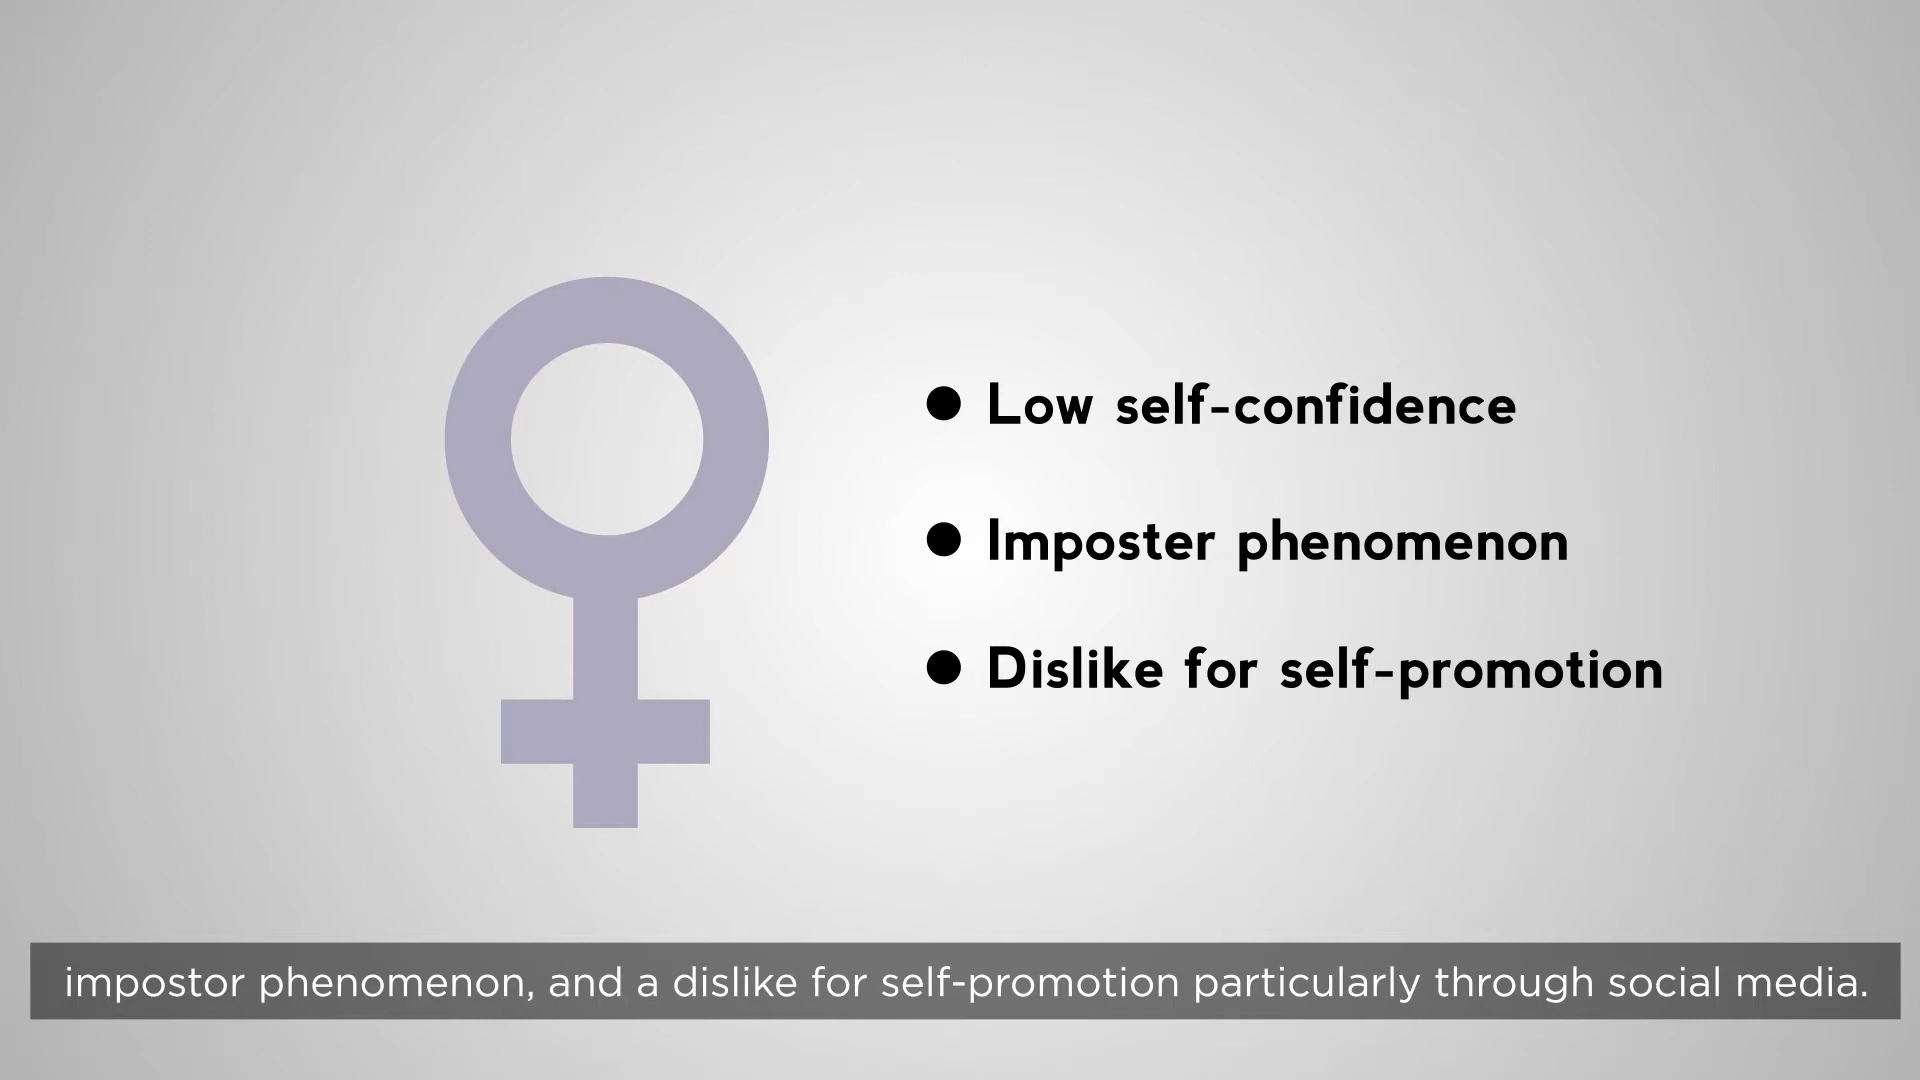 ● Low self-confidence
● Imposter phenomenon
● Dislike for self-promotion
impostor phenomenon, and a dislike for self-promotion particularly through social media.